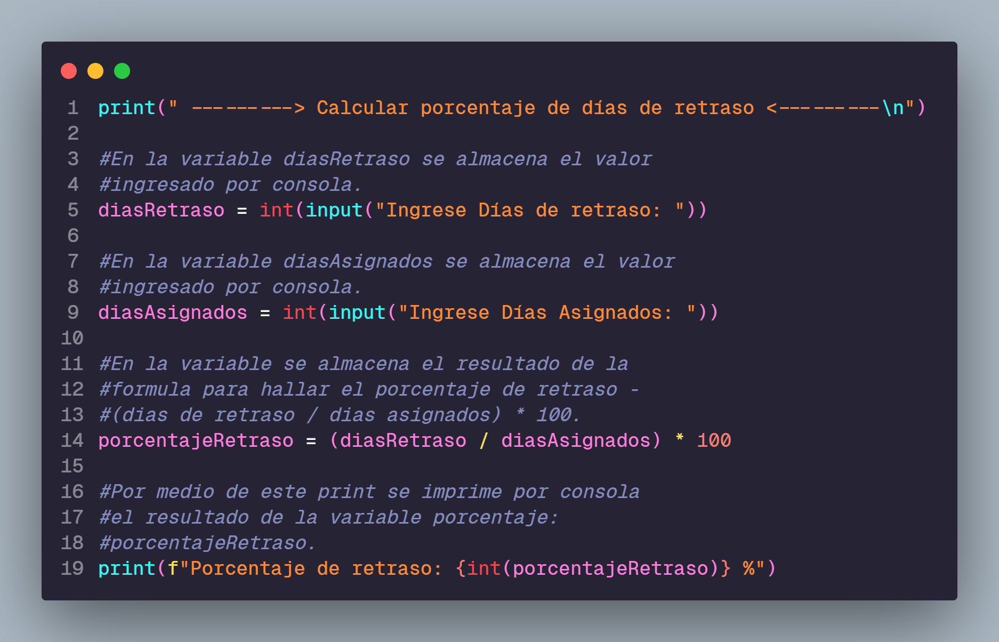 1 print(" ---------> Calcular porcentaje de días de retraso <---------\n")
2
3 #En la variable diasRetraso se almacena el valor
4 #ingresado por consola.
5 diasRetraso = int(input("Ingrese Días de retraso: "))
6
7 #En la variable diasAsignados se almacena el valor
8 #ingresado por consola.
9 diasAsignados = int(input("Ingrese Días Asignados: "))
10
11 #En la variable se almacena el resultado de la
12 #formula para hallar el porcentaje de retraso -
13 #(dias de retraso / dias asignados) * 100.
14 porcentajeRetraso = (diasRetraso / diasAsignados) * 100
15
16 #Por medio de este print se imprime por consola
17 #el resultado de la variable porcentaje:
18 #porcentajeRetraso.
19 print(f"Porcentaje de retraso: {int(porcentajeRetraso)} %")